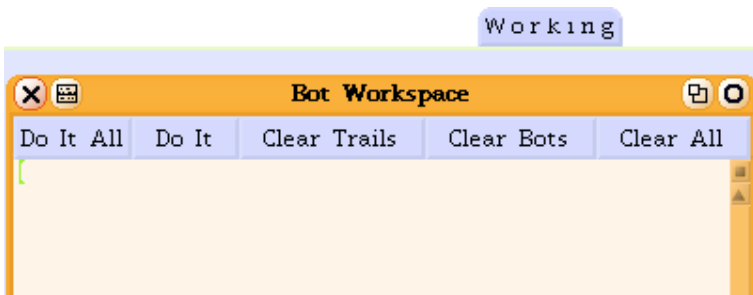 Working
Bot Workspace
Do It All Do It Clear Trails Clear Bots Clear All